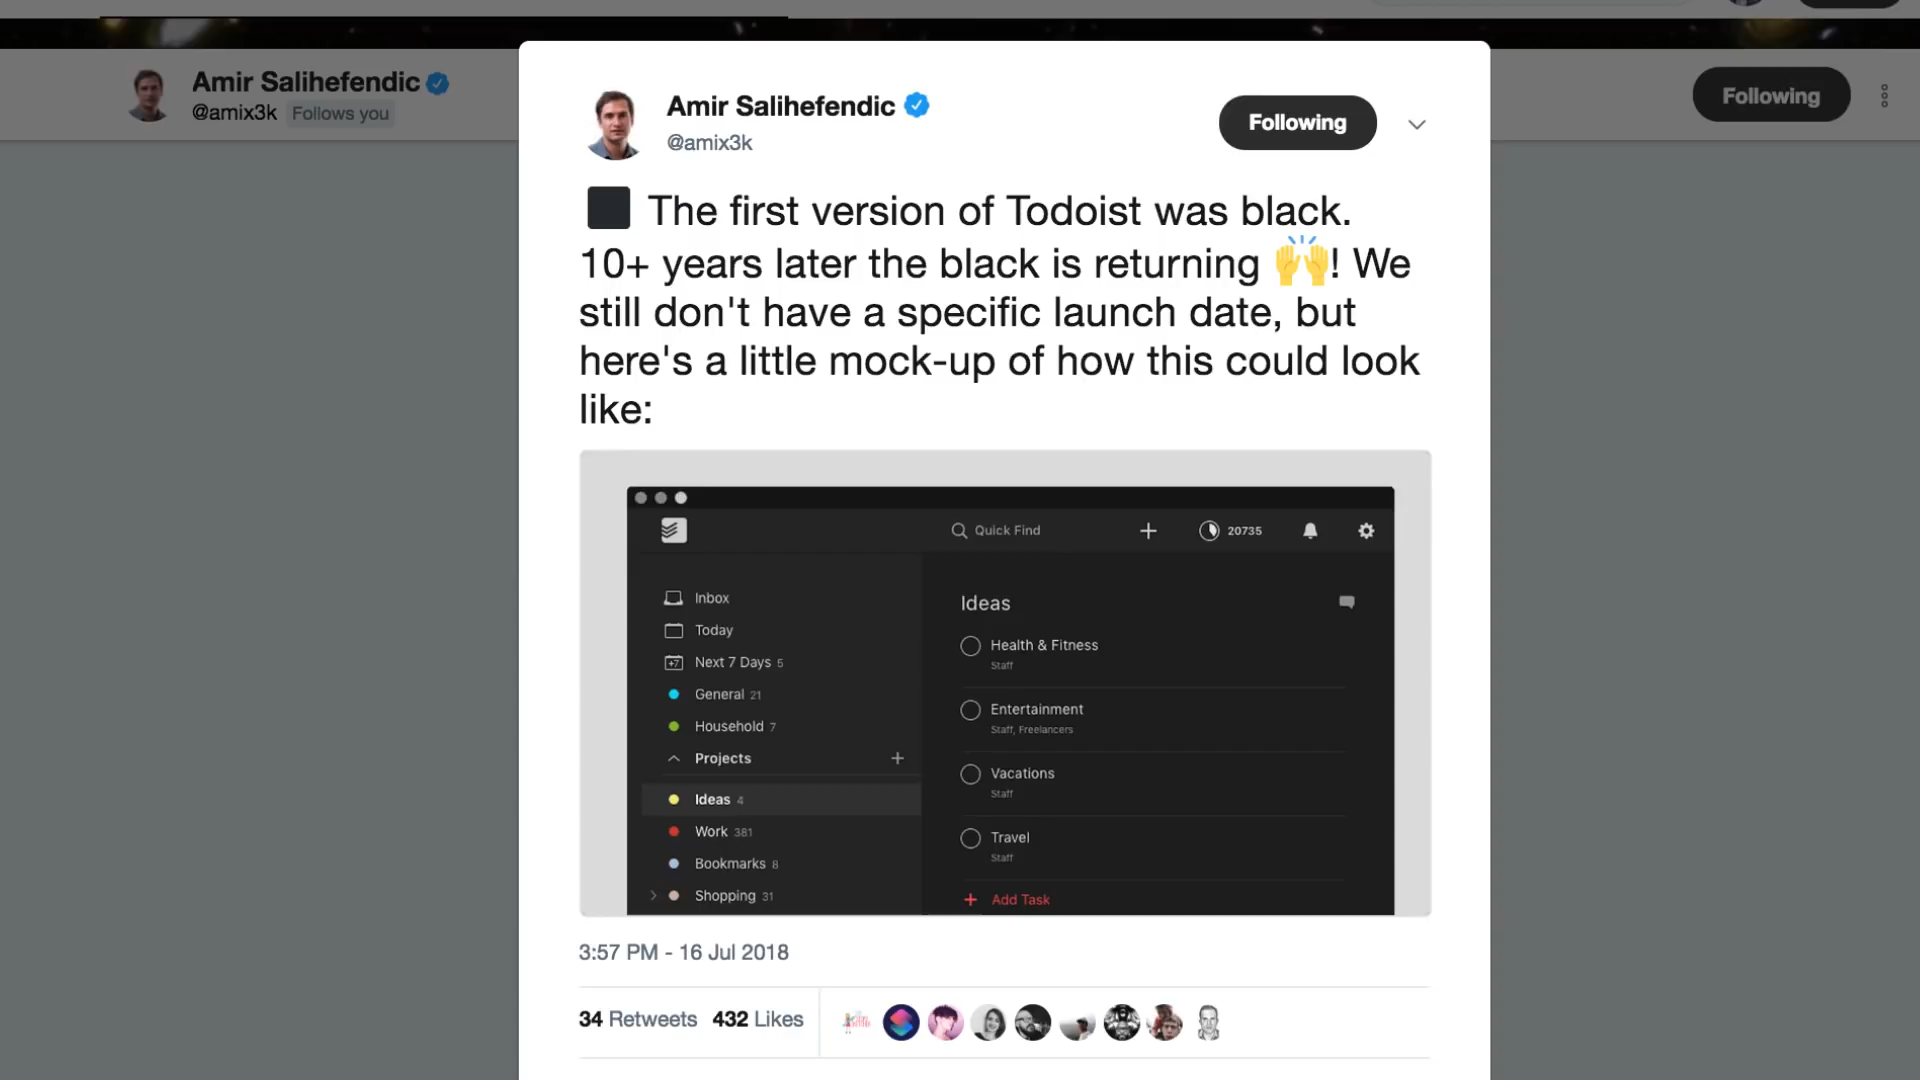 Amir Salihefendic
@amix3k Follows you
Following
Amir Salihefendic
@amix3k
Following
The first version of Todoist was black.
10+ years later the black is returning 🙌! We
still don't have a specific launch date, but
here's a little mock-up of how this could look
like:
Quick Find
20735
Inbox
Today
+7 Next 7 Days 5
General 21
Household 7
Projects
Ideas 4
Work 381
Bookmarks 8
Shopping 31
Ideas
Health & Fitness
Staff
Entertainment
Staff, Freelancers
Vacations
Staff
Travel
Staff
+ Add Task
3:57 PM - 16 Jul 2018
34 Retweets 432 Likes